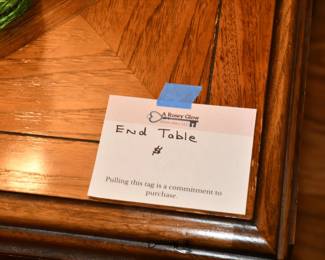 A Rosey Glow
End Table
$
Pulling this tag is a commitment to
purchase.